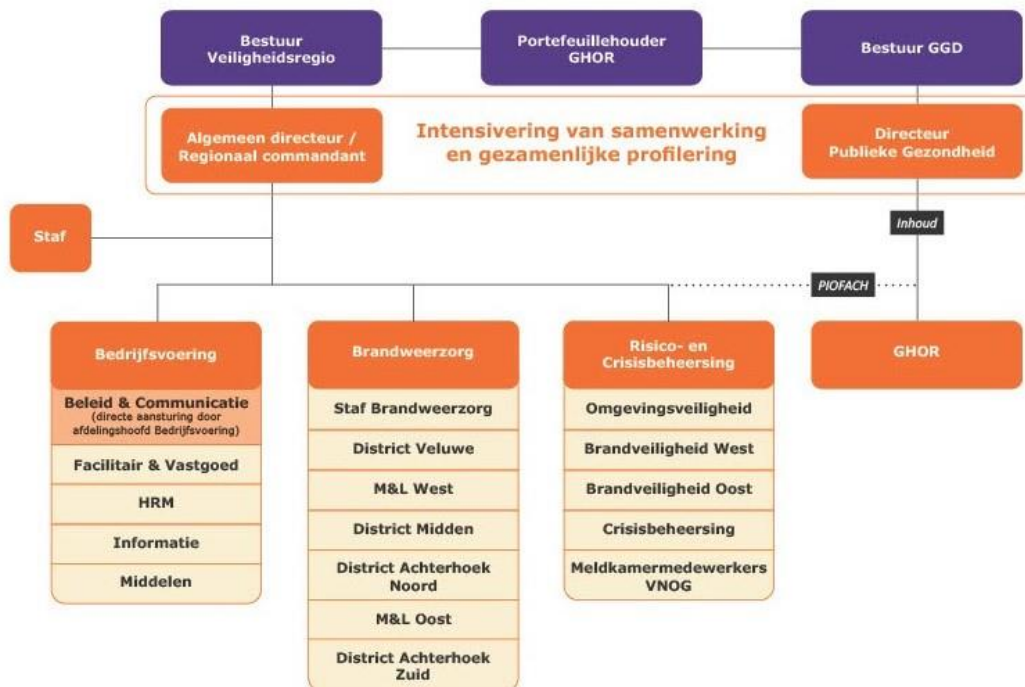 Bestuur
Veiligheidsregio
Portefeuillehouder
GHOR
Bestuur GGD
Algemeen directeur /
Regionaal commandant
Intensivering van samenwerking
en gezamenlijke profilering
Directeur
Publieke Gezondheid
Staf
Inhoud
PIOFACH
Bedrijfsvoering
Beleid & Communicatie
(directe aansturing door
afdelingshoofd Bedrijfsvoering)
Facilitair & Vastgoed
HRM
Informatie
Middelen
Brandweerzorg
Staf Brandweerzorg
District Veluwe
M&L West
District Midden
District Achterhoek
Noord
M&L Oost
District Achterhoek
Zuid
Risico- en
Crisisbeheersing
Omgevingsveiligheid
Brandveiligheid West
Brandveiligheid Oost
Crisisbeheersing
Meldkamermedewerkers
VNOG
GHOR